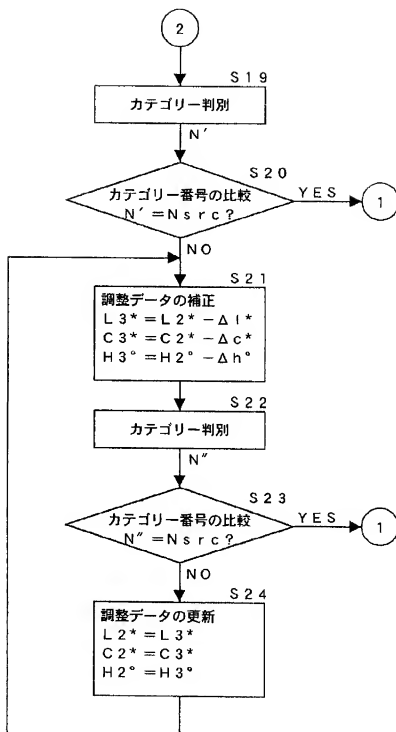 2
S19
カテゴリー判別
N′
S20
カテゴリー番号の比較
N′=Nsrc?
YES
1
NO
S21
調整データの補正
L3*=L2*-Δl*
C3*=C2*-Δc*
H3°=H2°-Δh°
S22
カテゴリー判別
N″
S23
カテゴリー番号の比較
N″=Nsrc?
YES
1
NO
S24
調整データの更新
L2*=L3*
C2*=C3*
H2°=H3°